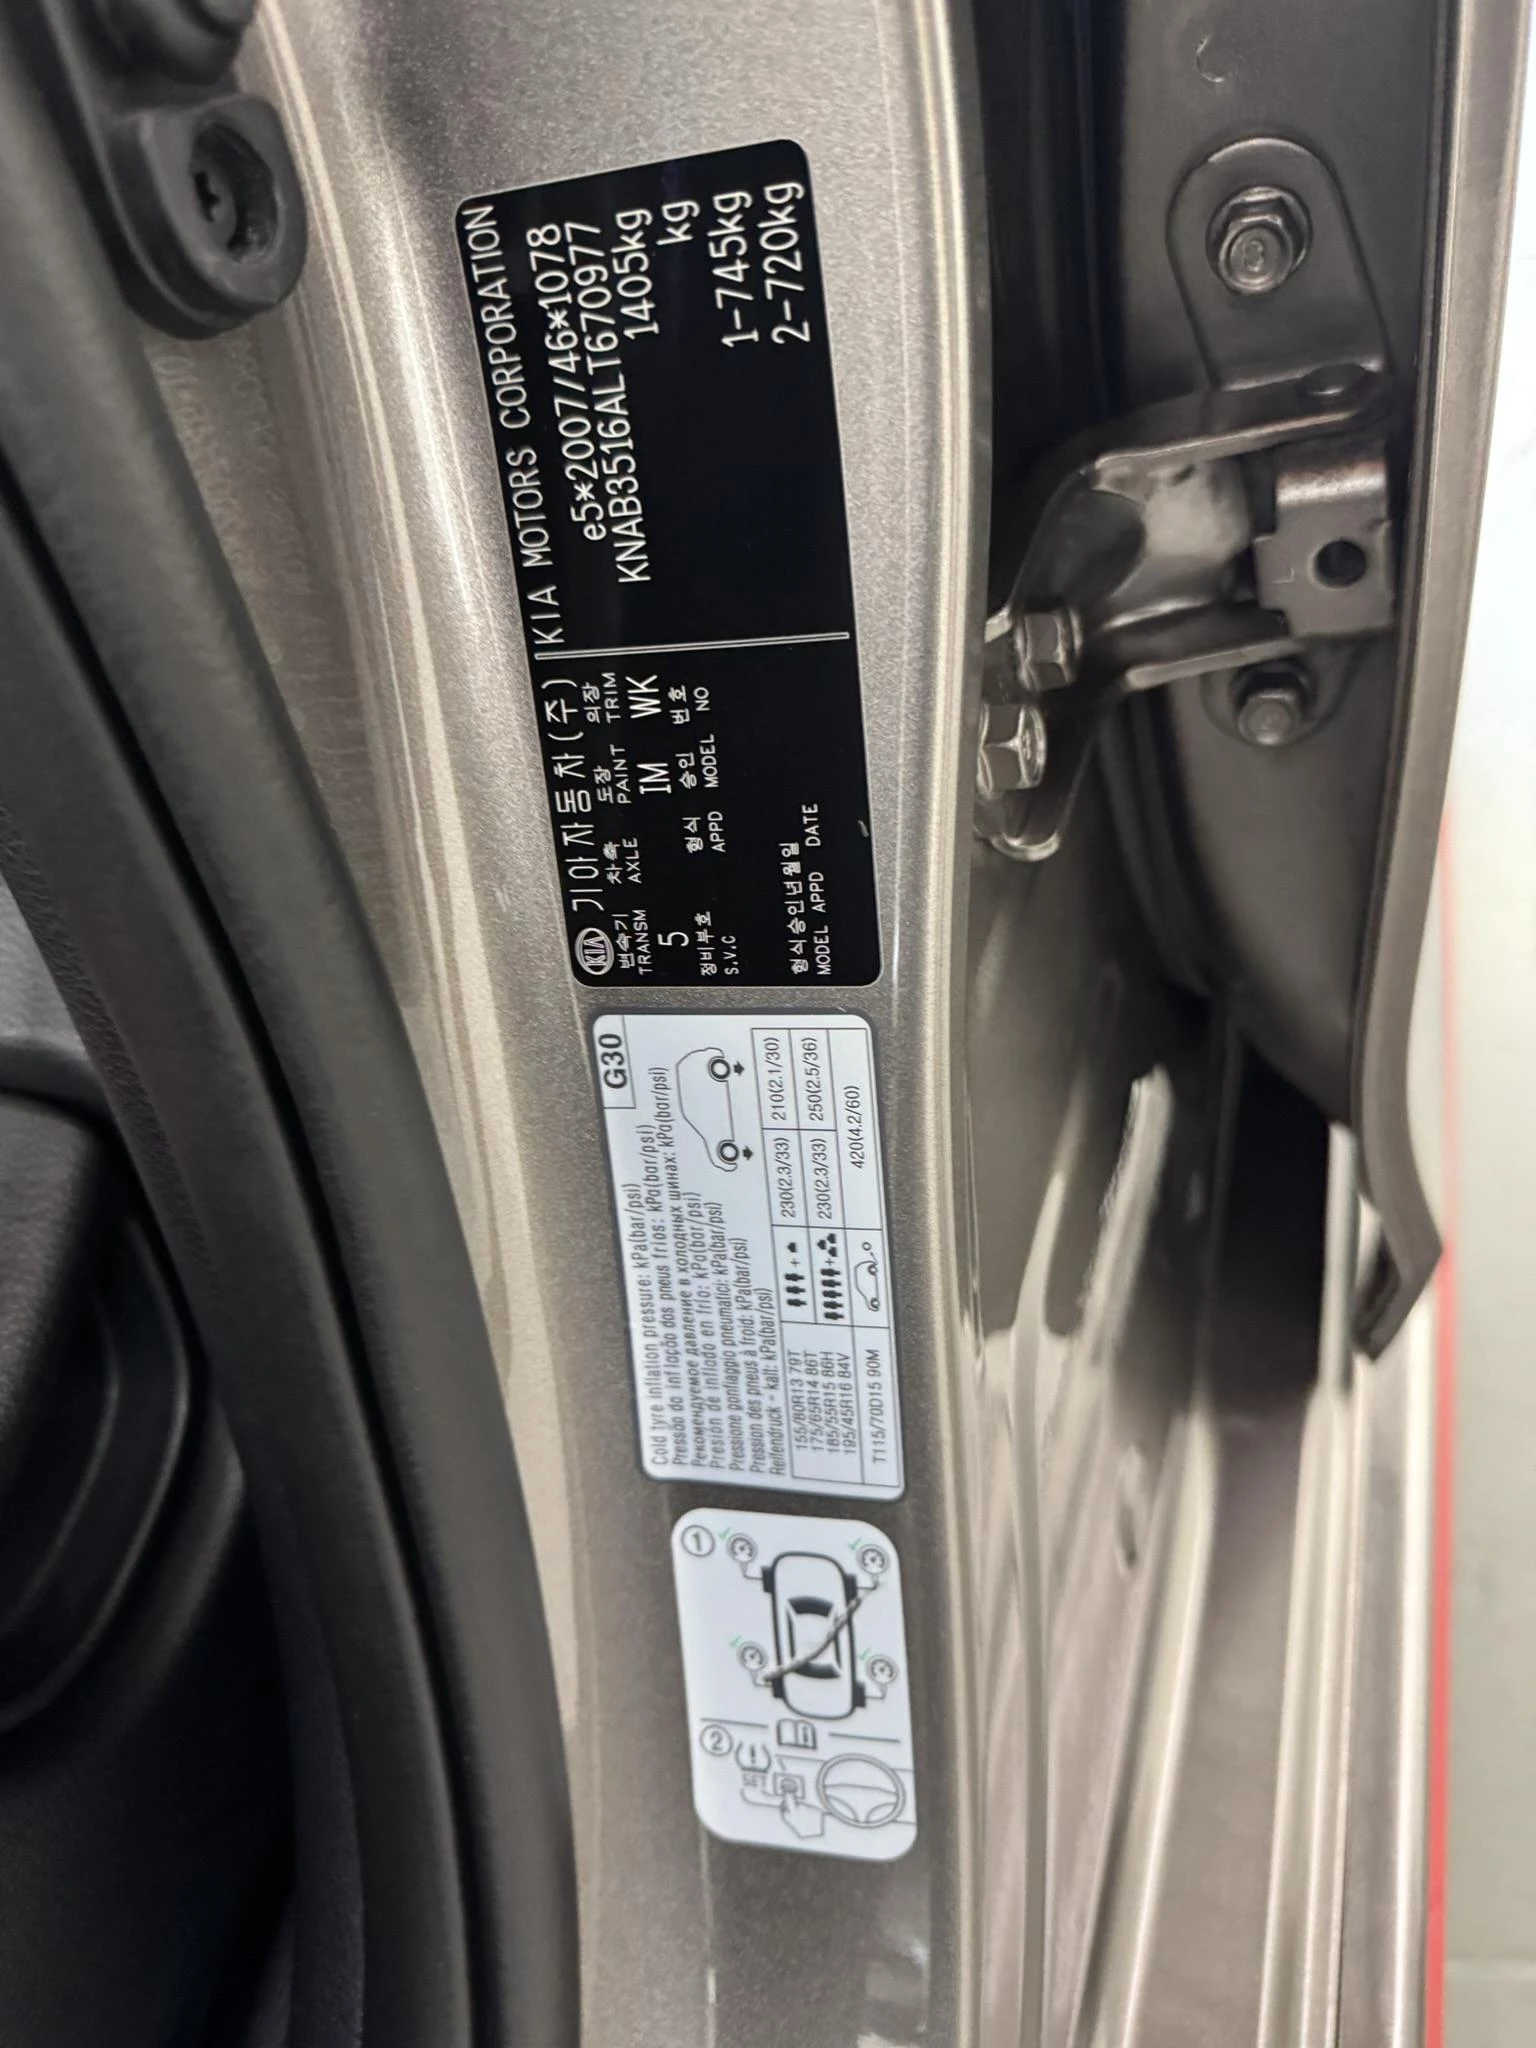 KIA 기아자동차(주) KIA MOTORS CORPORATION
변속기 차축 도장 의장 e5*2007/46*1078
TRANSM AXLE PAINT TRIM KNAB3516ALT670977
5 IM WK 1405kg
정비부호 형식 승인 번호 kg
S.V.C APPD MODEL NO
1-745kg
형식승인년월일 2-720kg
MODEL APPD DATE
G30
Cold tyre inflation pressure: kPa(bar/psi)
Pressão da inflação dos pneus frios: kPa(bar/psi)
Рекомендуемое давление в холодных шинах: kPa(bar/psi)
Presión de inflado en frio: kPa(bar/psi)
Pressione gonfiaggio pneumatici: kPa(bar/psi)
Pression des pneus à froid: kPa(bar/psi)
Reifendruck - kalt: kPa(bar/psi)
155/80R13 79T
175/65R14 86T
185/55R15 86H
195/45R16 84V
+ 230(2.3/33) 210(2.1/30)
+ 230(2.3/33) 250(2.5/36)
T115/70D15 90M 420(4.2/60)
2 1
SET
L